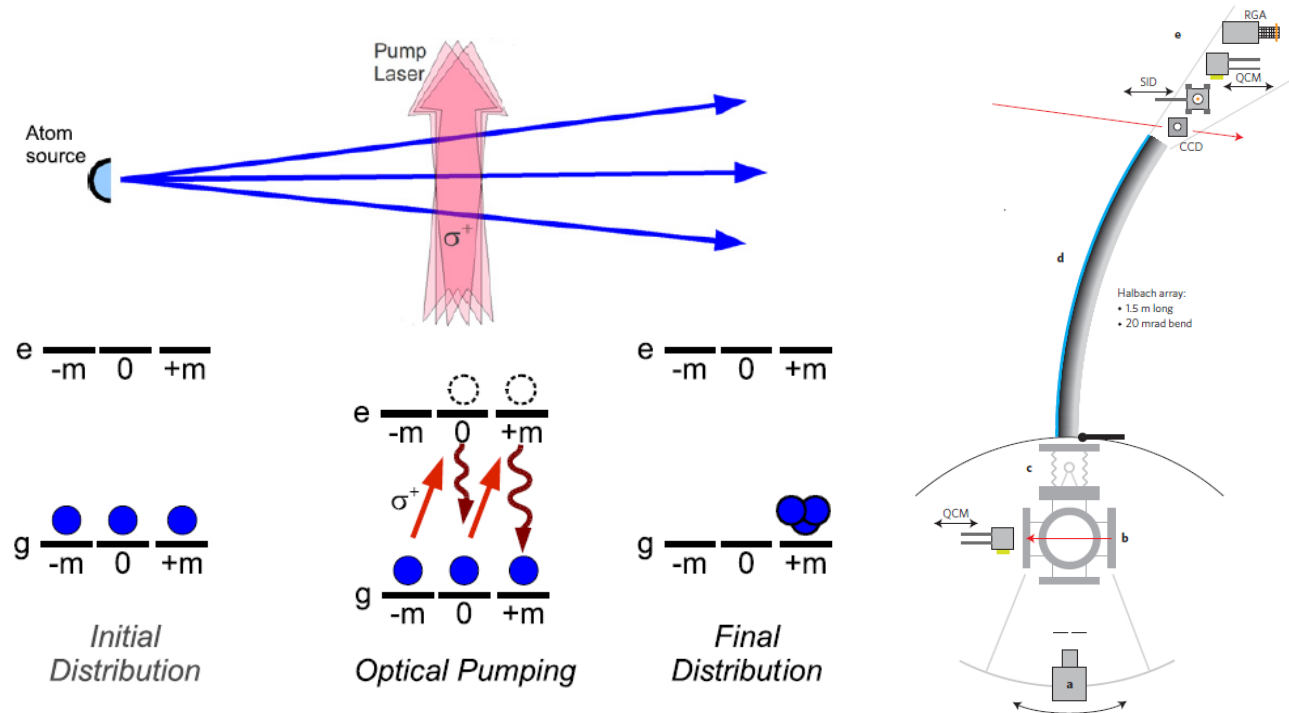 Pump
Laser
Atom
source
σ+
e
-m 0 +m
g
-m 0 +m
Initial
Distribution
e
-m 0 +m
σ+
g
-m 0 +m
Optical Pumping
e
-m 0 +m
g
-m 0 +m
Final
Distribution
RGA
e
SID
QCM
CCD
d
Halbach array:
• 1.5 m long
• 20 mrad bend
c
QCM
b
a